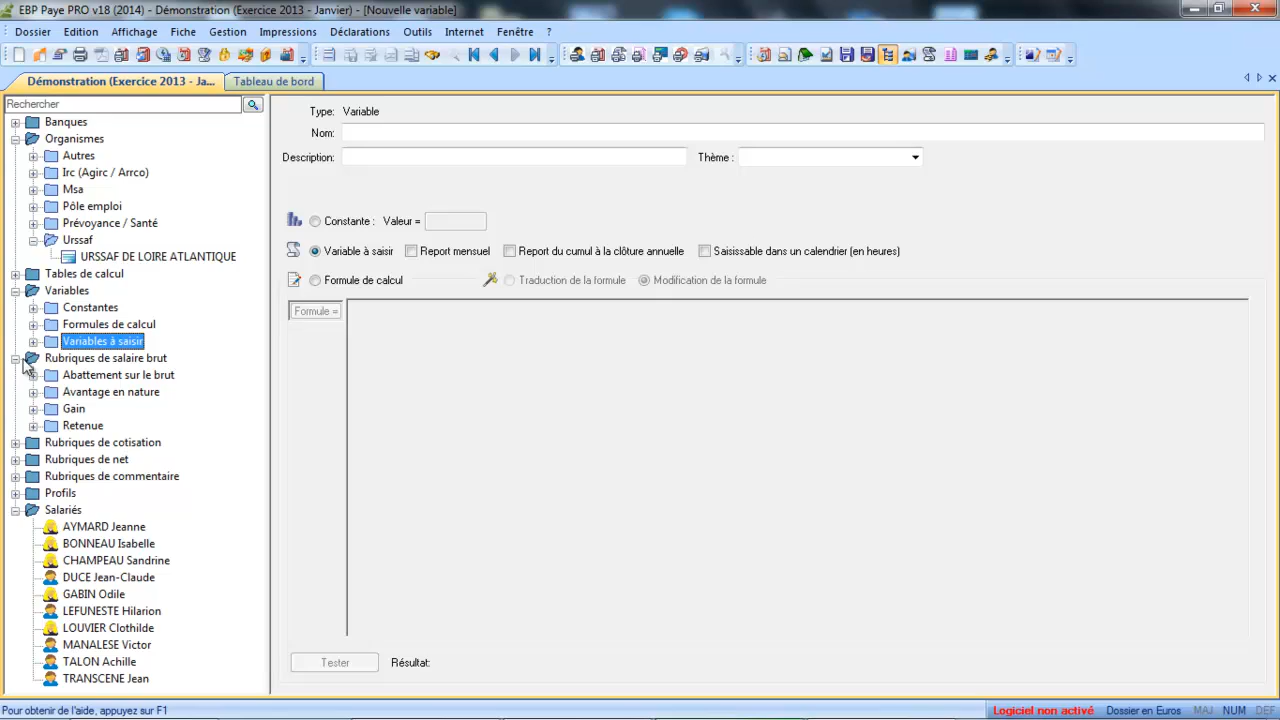 EBP Paye PRO v18 (2014) - Démonstration (Exercice 2013 - Janvier) - [Nouvelle variable]
Dossier Edition Affichage Fiche Gestion Impressions Déclarations Outils Internet Fenêtre ?
Démonstration (Exercice 2013 - Ja... Tableau de bord
Rechercher
Banques
Organismes
Autres
Irc (Agirc / Arrco)
Msa
Pôle emploi
Prévoyance / Santé
Urssaf
URSSAF DE LOIRE ATLANTIQUE
Tables de calcul
Variables
Constantes
Formules de calcul
Variables à saisir
Rubriques de salaire brut
Abattement sur le brut
Avantage en nature
Gain
Retenue
Rubriques de cotisation
Rubriques de net
Rubriques de commentaire
Profils
Salariés
AYMARD Jeanne
BONNEAU Isabelle
CHAMPEAU Sandrine
DUCE Jean-Claude
GABIN Odile
LEFUNESTE Hilarion
LOUVIER Clothilde
MANALESE Victor
TALON Achille
TRANSCENE Jean
Type: Variable
Nom:
Description: Thème :
Constante : Valeur =
Variable à saisir Report mensuel Report du cumul à la clôture annuelle Saisissable dans un calendrier (en heures)
Formule de calcul Traduction de la formule Modification de la formule
Formule =
Tester Résultat:
Pour obtenir de l'aide, appuyez sur F1 Logiciel non activé Dossier en Euros MAJ NUM DEF